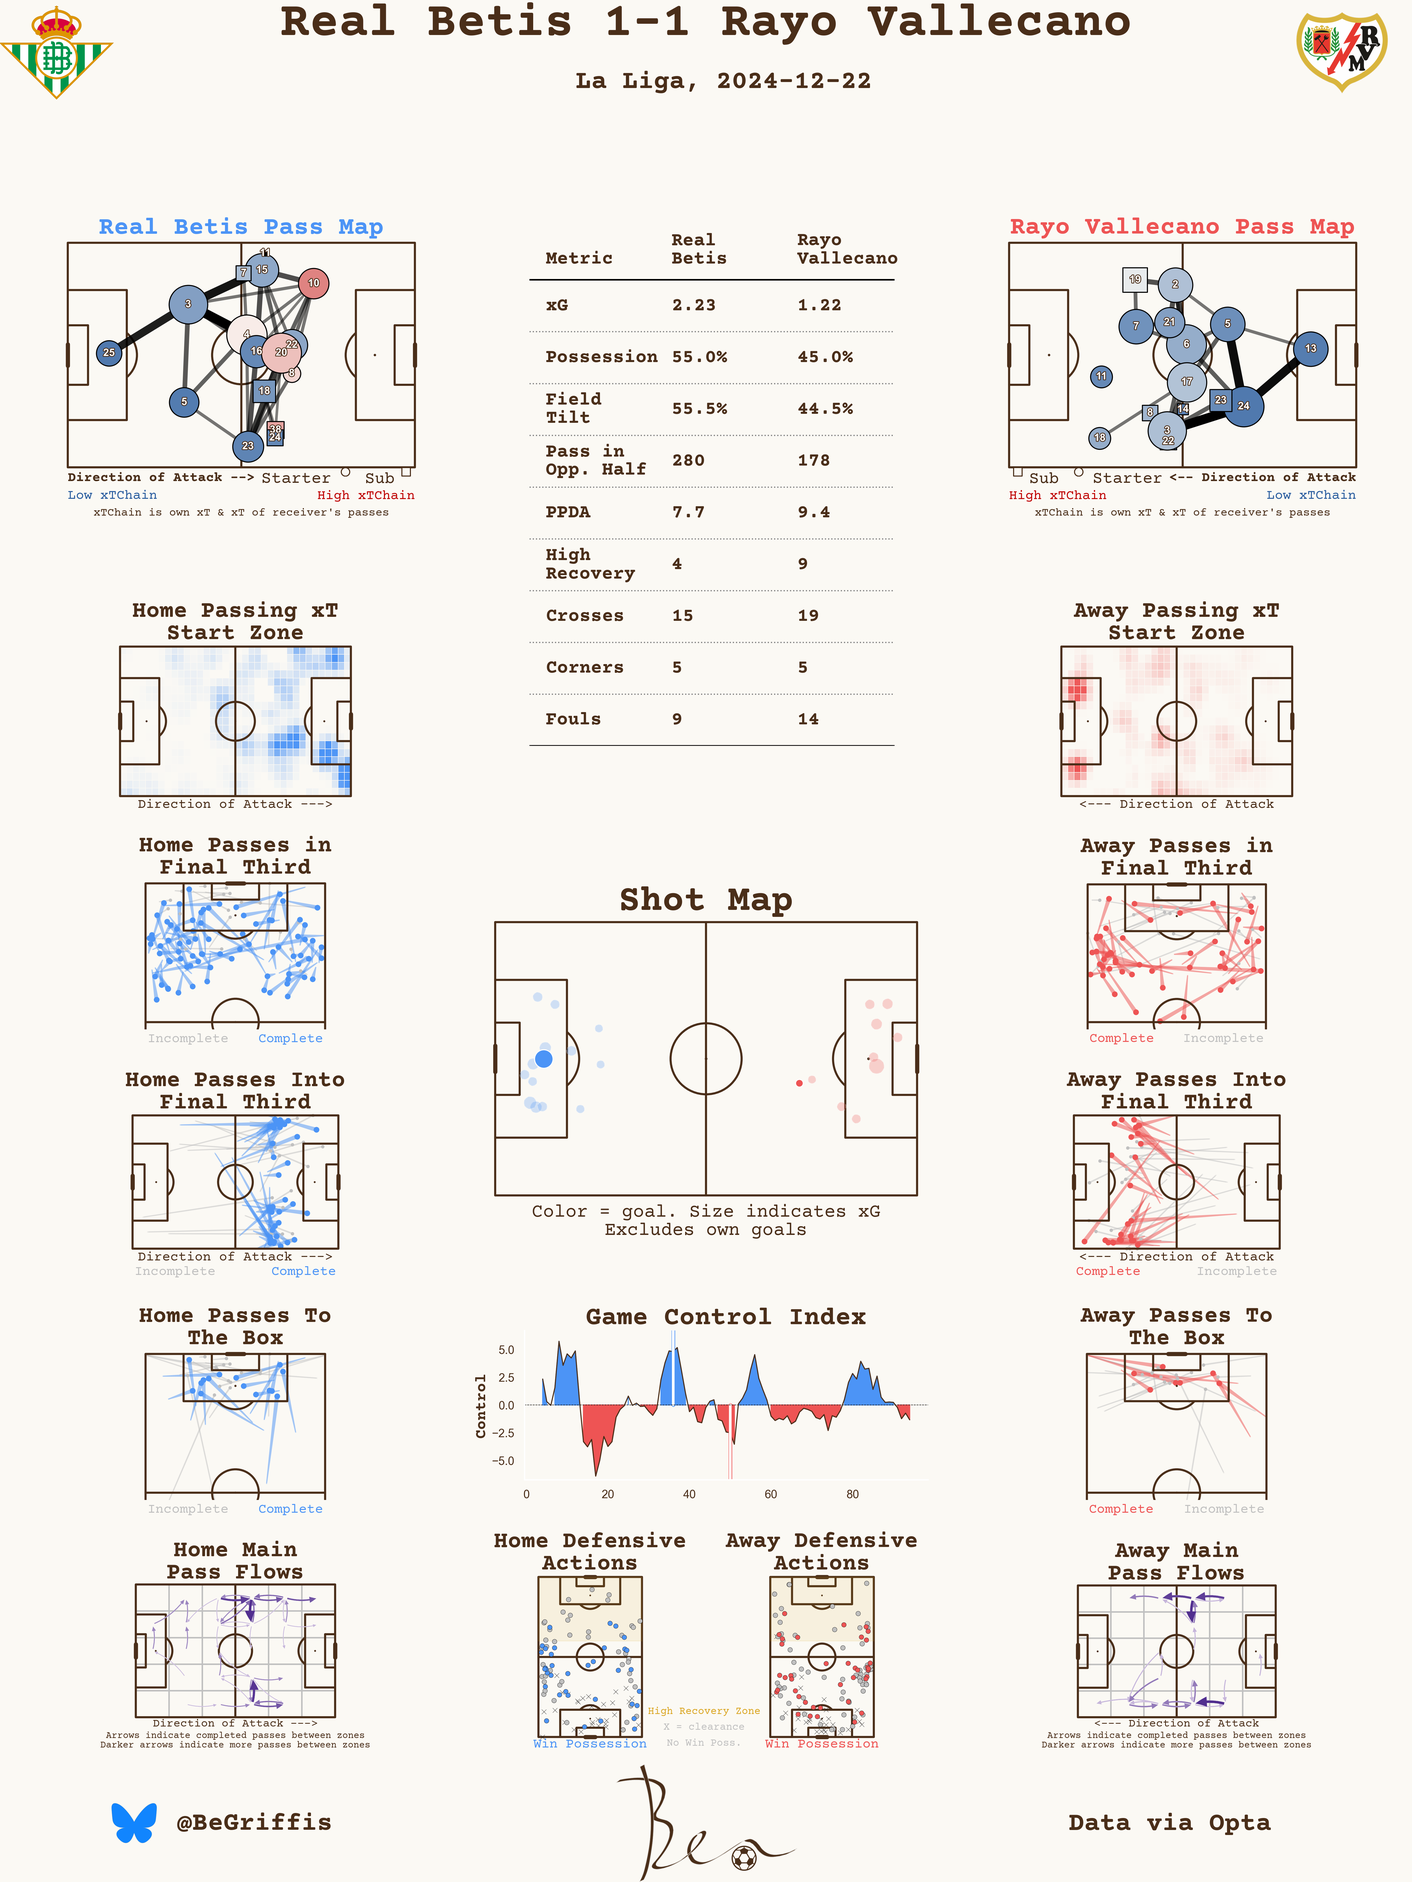 Real Betis 1-1 Rayo Vallecano
La Liga, 2024-12-22
RVM
Real Betis Pass Map
11
7
15
10
3
4
16
22
20
25
8
18
5
38
24
23
Direction of Attack --> Starter Sub
Low xTChain High xTChain
xTChain is own xT & xT of receiver's passes
Metric Real Betis Rayo Vallecano
xG 2.23 1.22
Possession 55.0% 45.0%
Field Tilt 55.5% 44.5%
Pass in Opp. Half 280 178
PPDA 7.7 9.4
High Recovery 4 9
Crosses 15 19
Corners 5 5
Fouls 9 14
Rayo Vallecano Pass Map
19
2
7
21
5
6
13
11
17
8
14
23
24
3
22
18
Sub Starter <-- Direction of Attack
High xTChain Low xTChain
xTChain is own xT & xT of receiver's passes
Home Passing xT
Start Zone
Direction of Attack --->
Away Passing xT
Start Zone
<--- Direction of Attack
Home Passes in
Final Third
Incomplete Complete
Away Passes in
Final Third
Complete Incomplete
Shot Map
Color = goal. Size indicates xG
Excludes own goals
Home Passes Into
Final Third
Direction of Attack --->
Incomplete Complete
Away Passes Into
Final Third
<--- Direction of Attack
Complete Incomplete
Home Passes To
The Box
Incomplete Complete
Game Control Index
Control
5.0
2.5
0.0
−2.5
−5.0
0 20 40 60 80
Away Passes To
The Box
Complete Incomplete
Home Main
Pass Flows
Direction of Attack --->
Arrows indicate completed passes between zones
Darker arrows indicate more passes between zones
Home Defensive
Actions
Win Possession
Away Defensive
Actions
Win Possession
High Recovery Zone
X = clearance
No Win Poss.
Away Main
Pass Flows
<--- Direction of Attack
Arrows indicate completed passes between zones
Darker arrows indicate more passes between zones
@BeGriffis
Ben
Data via Opta